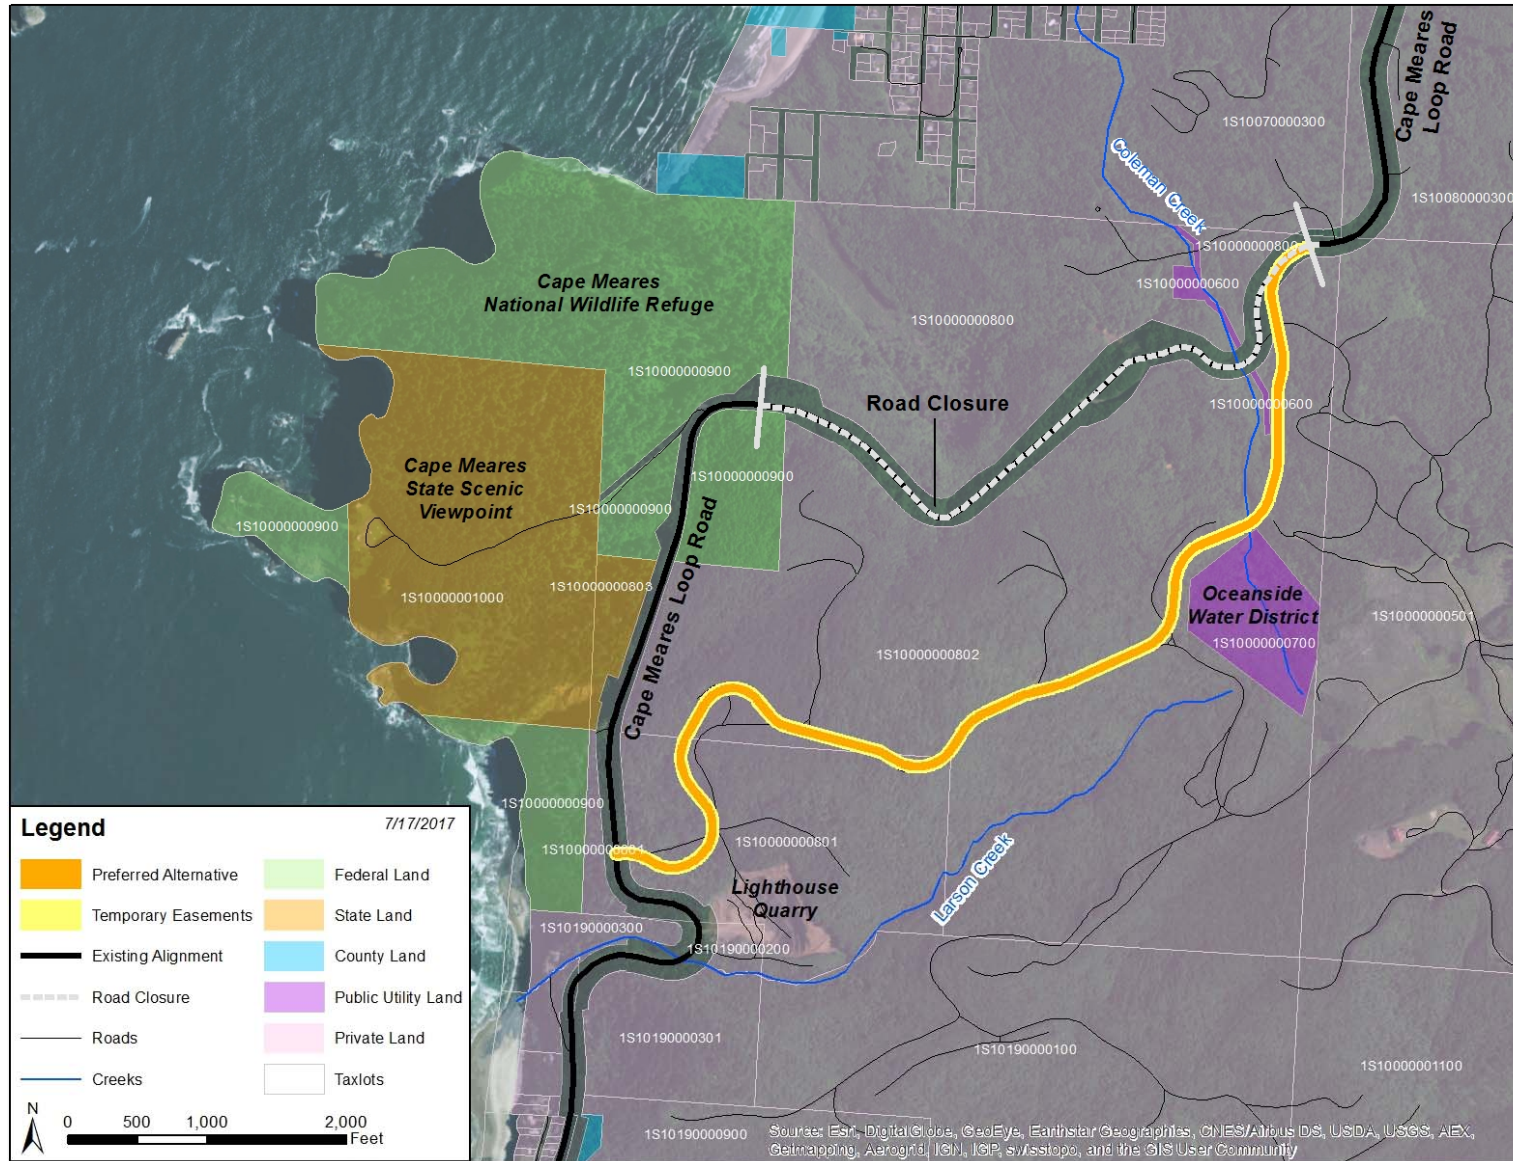 Cape Meares
Loop Road
1S10070000300
Coleman Creek
1S10080000300
1S10000000800
Cape Meares
National Wildlife Refuge
1S10000000600
1S10000000800
1S10000000900
Road Closure
1S10000000600
Cape Meares
State Scenic
Viewpoint
1S10000000900
1S10000000900
1S10000000900
1S10000000803
1S10000001000
Cape Meares Loop Road
Oceanside
Water District
1S10000000501
1S10000000700
1S10000000802
1S10000000900
1S10000000801
1S10000000801
Lighthouse
Quarry
Larson Creek
1S10190000300
1S10190000200
1S10190000301
1S10190000100
1S10000001100
1S10190000900
Legend
7/17/2017
Preferred Alternative
Federal Land
Temporary Easements
State Land
Existing Alignment
County Land
Road Closure
Public Utility Land
Roads
Private Land
Creeks
Taxlots
N
0 500 1,000 2,000
Feet
Source: Esri, DigitalGlobe, GeoEye, Earthstar Geographics, CNES/Airbus DS, USDA, USGS, AEX,
Getmapping, Aerogrid, IGN, IGP, swisstopo, and the GIS User Community